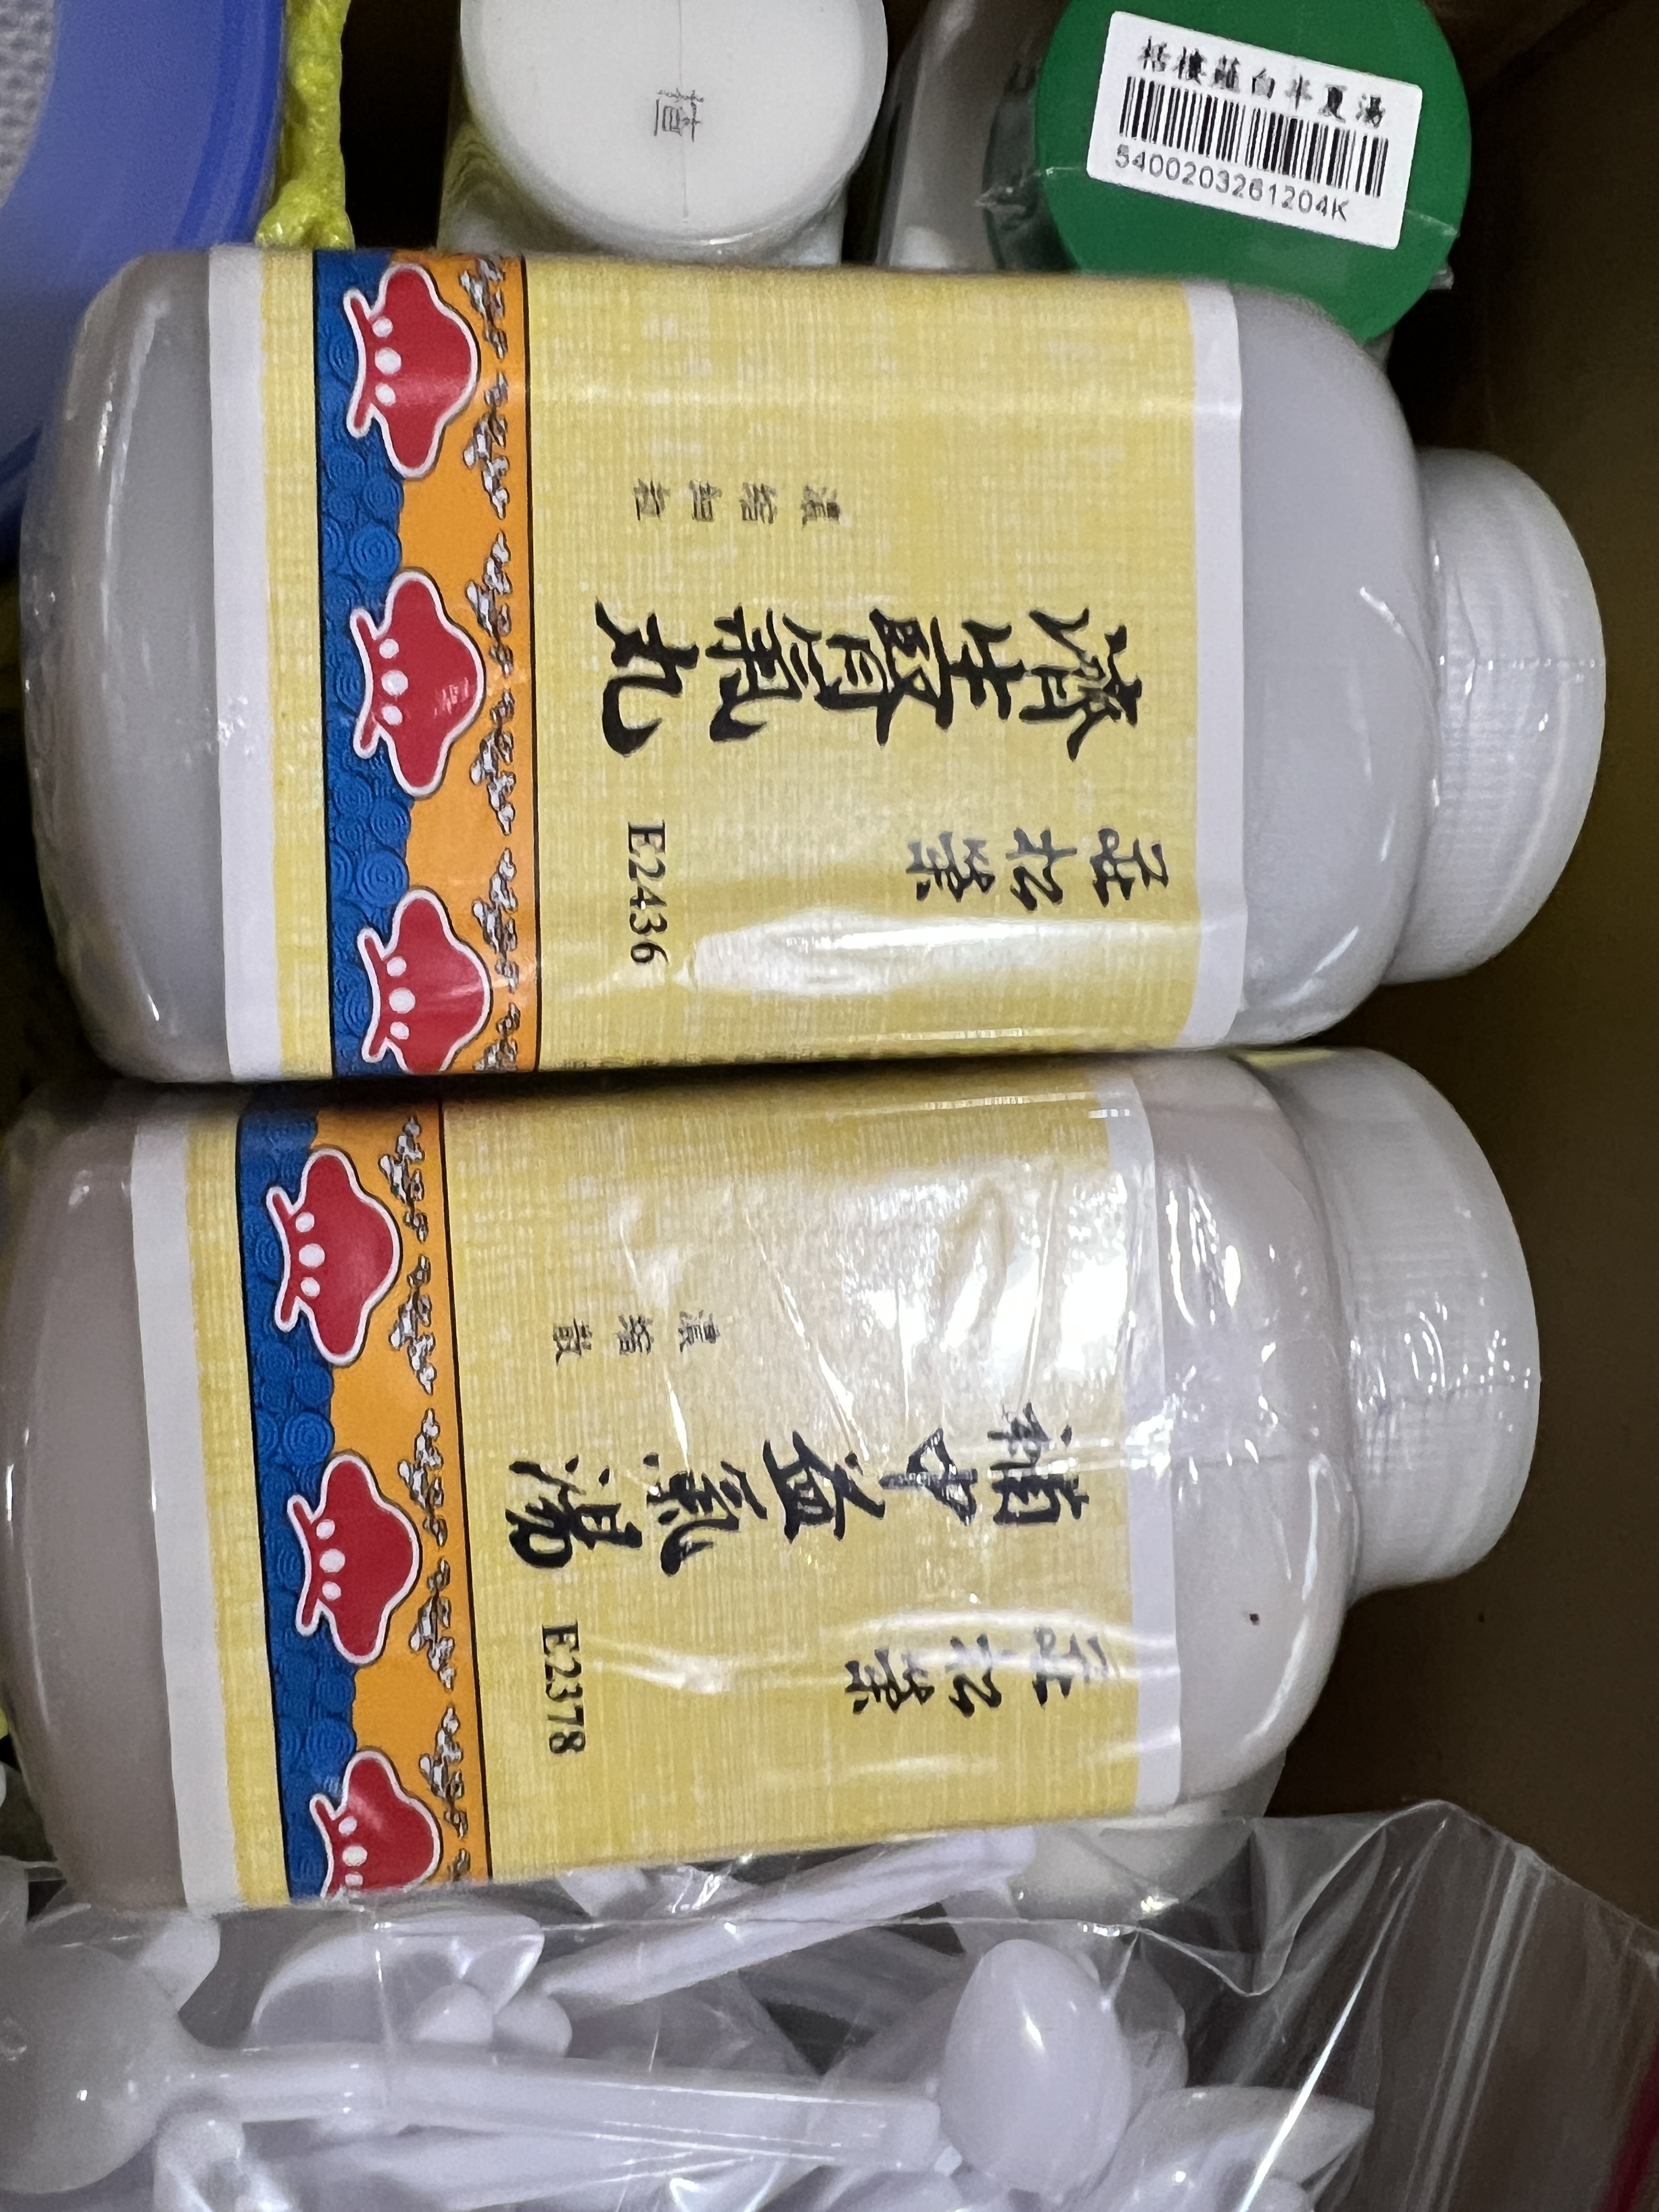 栝樓薤白半夏湯
5400203261204K
莊松榮
濟生腎氣丸
濃縮細粒
E2436
莊松榮
補中益氣湯
濃縮散
E2378